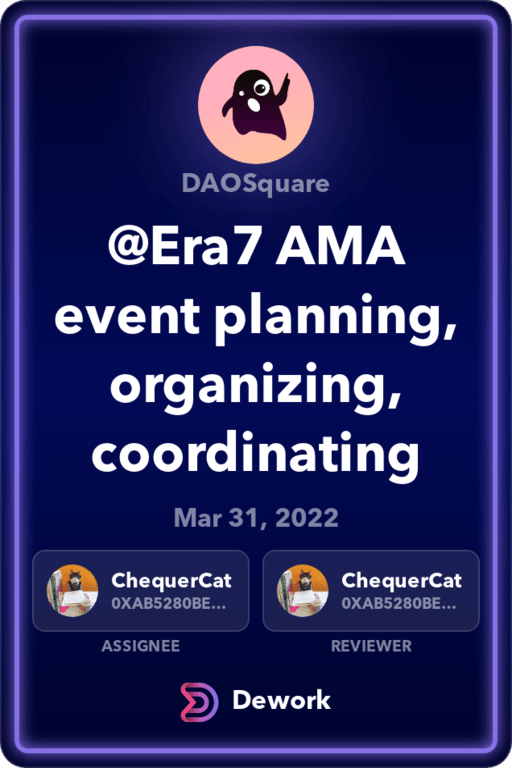 DAOSquare
@Era7 AMA
event planning,
organizing,
coordinating
Mar 31, 2022
ChequerCat
0XAB5280BE...
ChequerCat
0XAB5280BE...
ASSIGNEE
REVIEWER
Dework